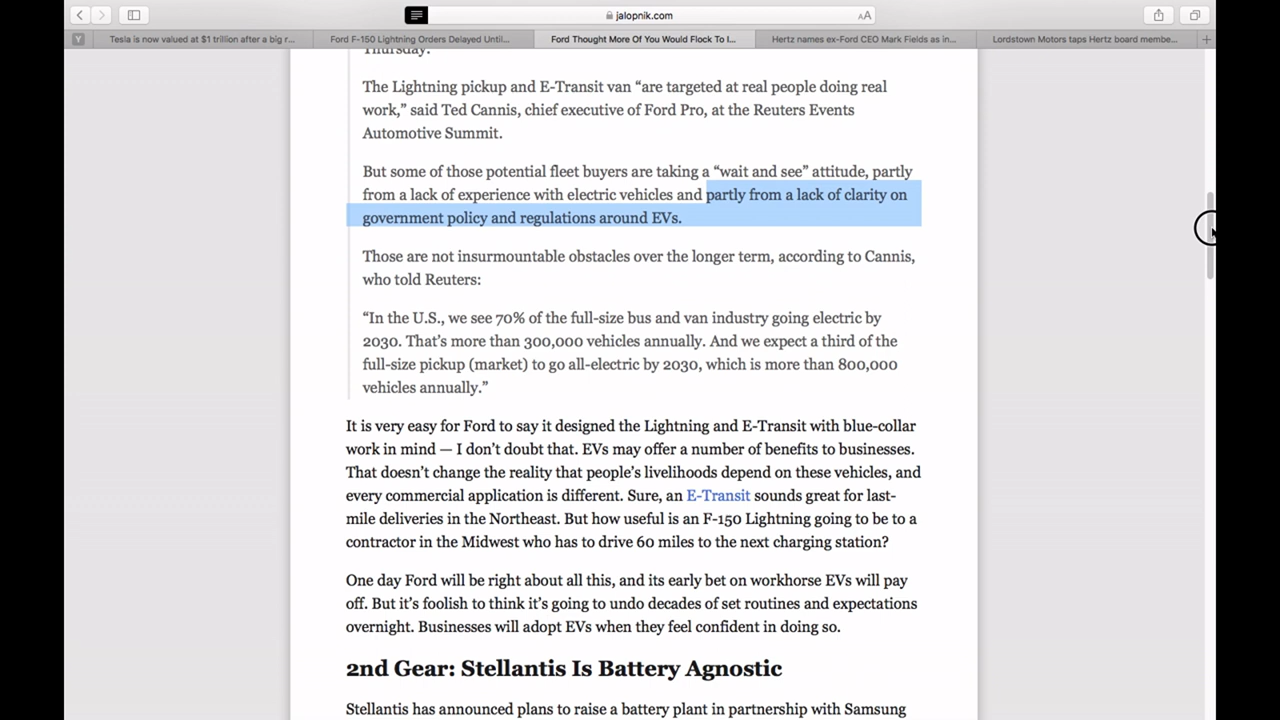 jalopnik.com
AA
Y
Tesla is now valued at $1 trillion after a big r...
Ford F-150 Lightning Orders Delayed Until...
Ford Thought More Of You Would Flock To I...
Hertz names ex-Ford CEO Mark Fields as in...
Lordstown Motors taps Hertz board membe...
Thursday.
The Lightning pickup and E-Transit van “are targeted at real people doing real
work,” said Ted Cannis, chief executive of Ford Pro, at the Reuters Events
Automotive Summit.
But some of those potential fleet buyers are taking a “wait and see” attitude, partly
from a lack of experience with electric vehicles and partly from a lack of clarity on
government policy and regulations around EVs.
Those are not insurmountable obstacles over the longer term, according to Cannis,
who told Reuters:
“In the U.S., we see 70% of the full-size bus and van industry going electric by
2030. That’s more than 300,000 vehicles annually. And we expect a third of the
full-size pickup (market) to go all-electric by 2030, which is more than 800,000
vehicles annually.”
It is very easy for Ford to say it designed the Lightning and E-Transit with blue-collar
work in mind — I don’t doubt that. EVs may offer a number of benefits to businesses.
That doesn’t change the reality that people’s livelihoods depend on these vehicles, and
every commercial application is different. Sure, an E-Transit sounds great for last-
mile deliveries in the Northeast. But how useful is an F-150 Lightning going to be to a
contractor in the Midwest who has to drive 60 miles to the next charging station?
One day Ford will be right about all this, and its early bet on workhorse EVs will pay
off. But it’s foolish to think it’s going to undo decades of set routines and expectations
overnight. Businesses will adopt EVs when they feel confident in doing so.
2nd Gear: Stellantis Is Battery Agnostic
Stellantis has announced plans to raise a battery plant in partnership with Samsung